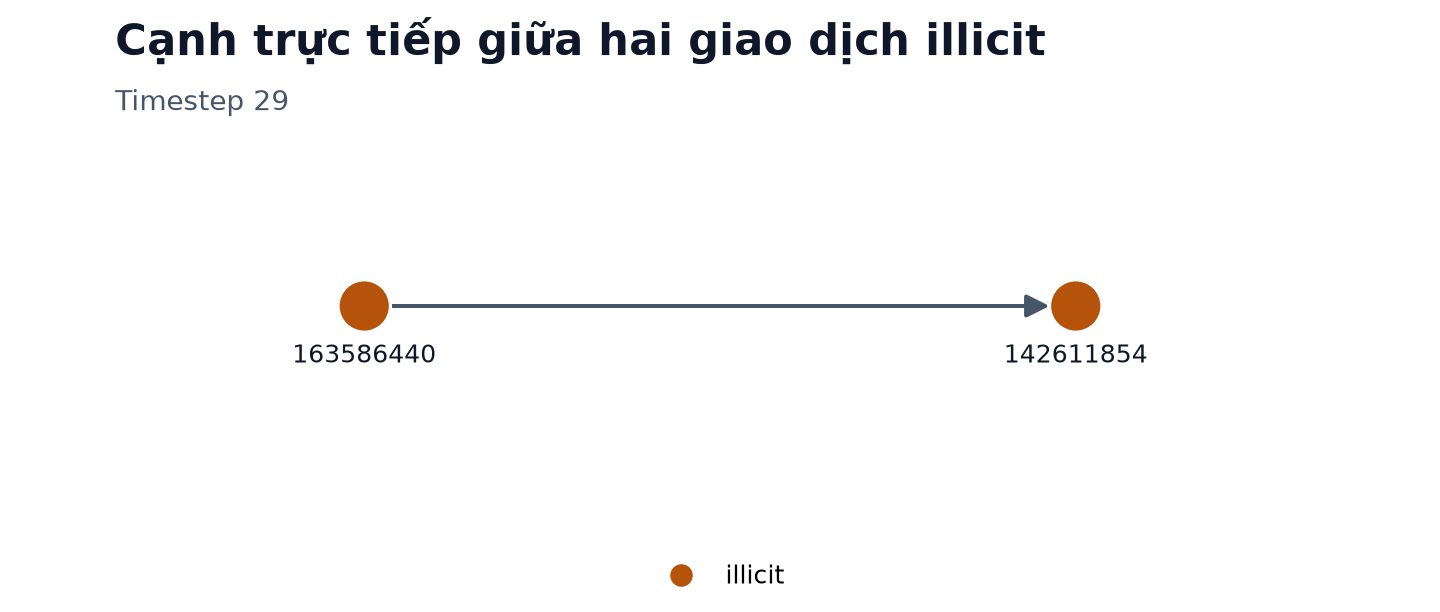 Cạnh trực tiếp giữa hai giao dịch illicit
Timestep 29
163586440
142611854
illicit